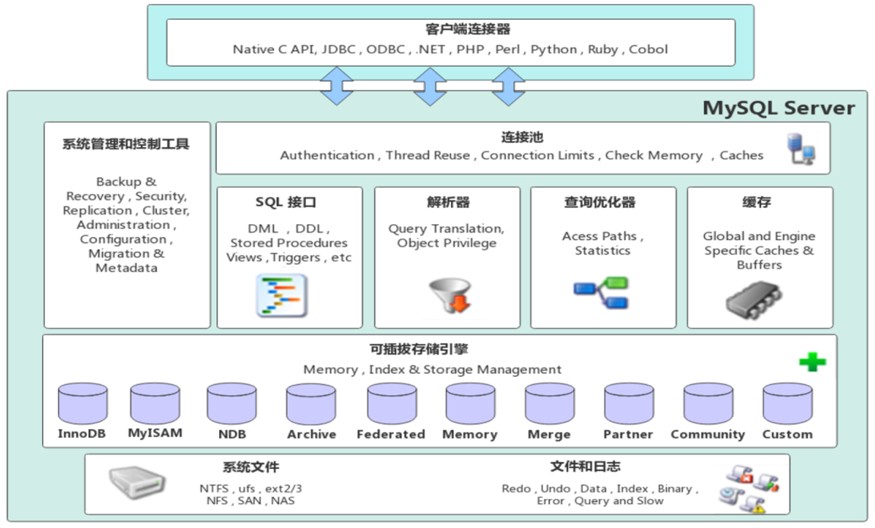 客户端连接器
Native C API, JDBC , ODBC , .NET , PHP , Perl , Python , Ruby , Cobol
MySQL Server
系统管理和控制工具
Backup &
Recovery , Security,
Replication , Cluster,
Administration ,
Configuration ,
Migration &
Metadata
连接池
Authentication , Thread Reuse , Connection Limits , Check Memory , Caches
SQL 接口
DML , DDL ,
Stored Procedures
Views ,Triggers , etc
解析器
Query Translation,
Object Privilege
查询优化器
Acess Paths ,
Statistics
缓存
Global and Engine
Specific Caches &
Buffers
可插拔存储引擎
Memory , Index & Storage Management
InnoDB
MyISAM
NDB
Archive
Federated
Memory
Merge
Partner
Community
Custom
系统文件
NTFS , ufs , ext2/3
NFS , SAN , NAS
文件和日志
Redo , Undo , Data , Index , Binary ,
Error , Query and Slow